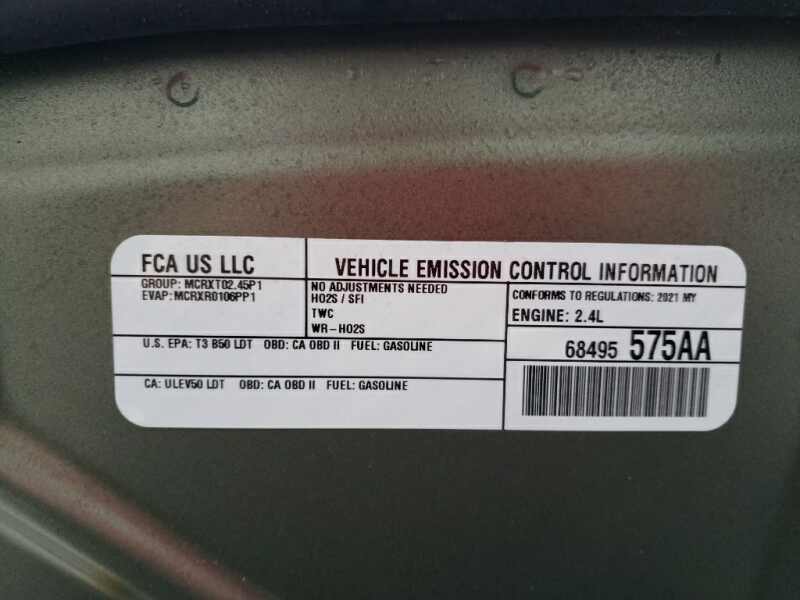 FCA US LLC
GROUP: MCRXT02.45P1
EVAP: MCRXR0106PP1
VEHICLE EMISSION CONTROL INFORMATION
NO ADJUSTMENTS NEEDED
HO2S / SFI
TWC
WR-HO2S
CONFORMS TO REGULATIONS: 2021 MY
ENGINE: 2.4L
U.S. EPA: T3 B50 LDT OBD: CA OBD II FUEL: GASOLINE
CA: ULEV50 LDT OBD: CA OBD II FUEL: GASOLINE
68495 575AA